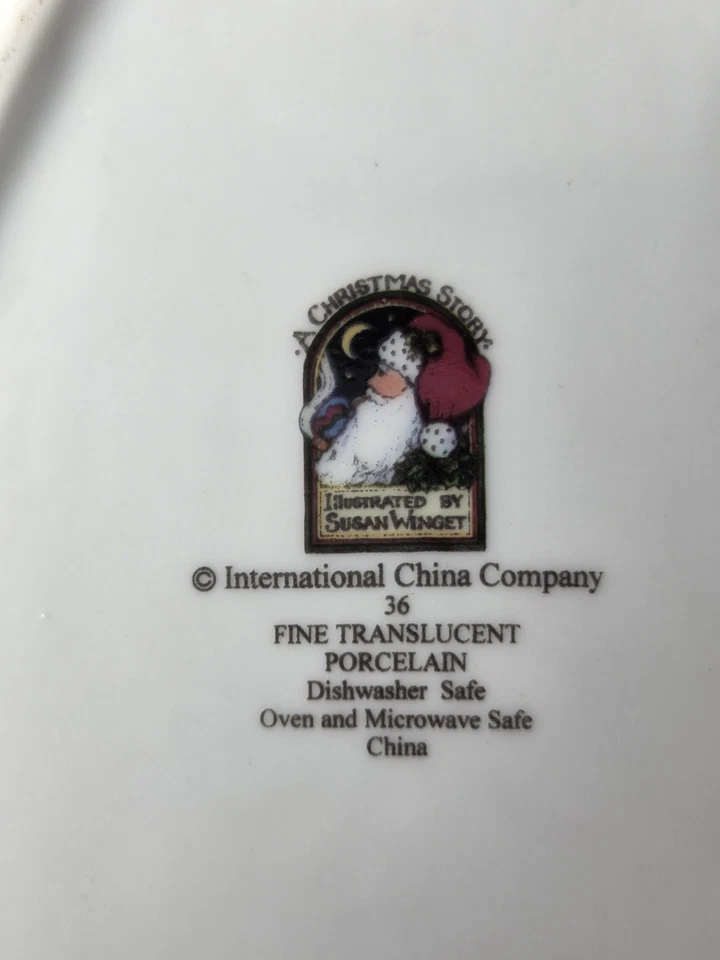 ·A CHRISTMAS STORY·
ILLUSTRATED BY
SUSAN WINGET
© International China Company
36
FINE TRANSLUCENT
PORCELAIN
Dishwasher Safe
Oven and Microwave Safe
China